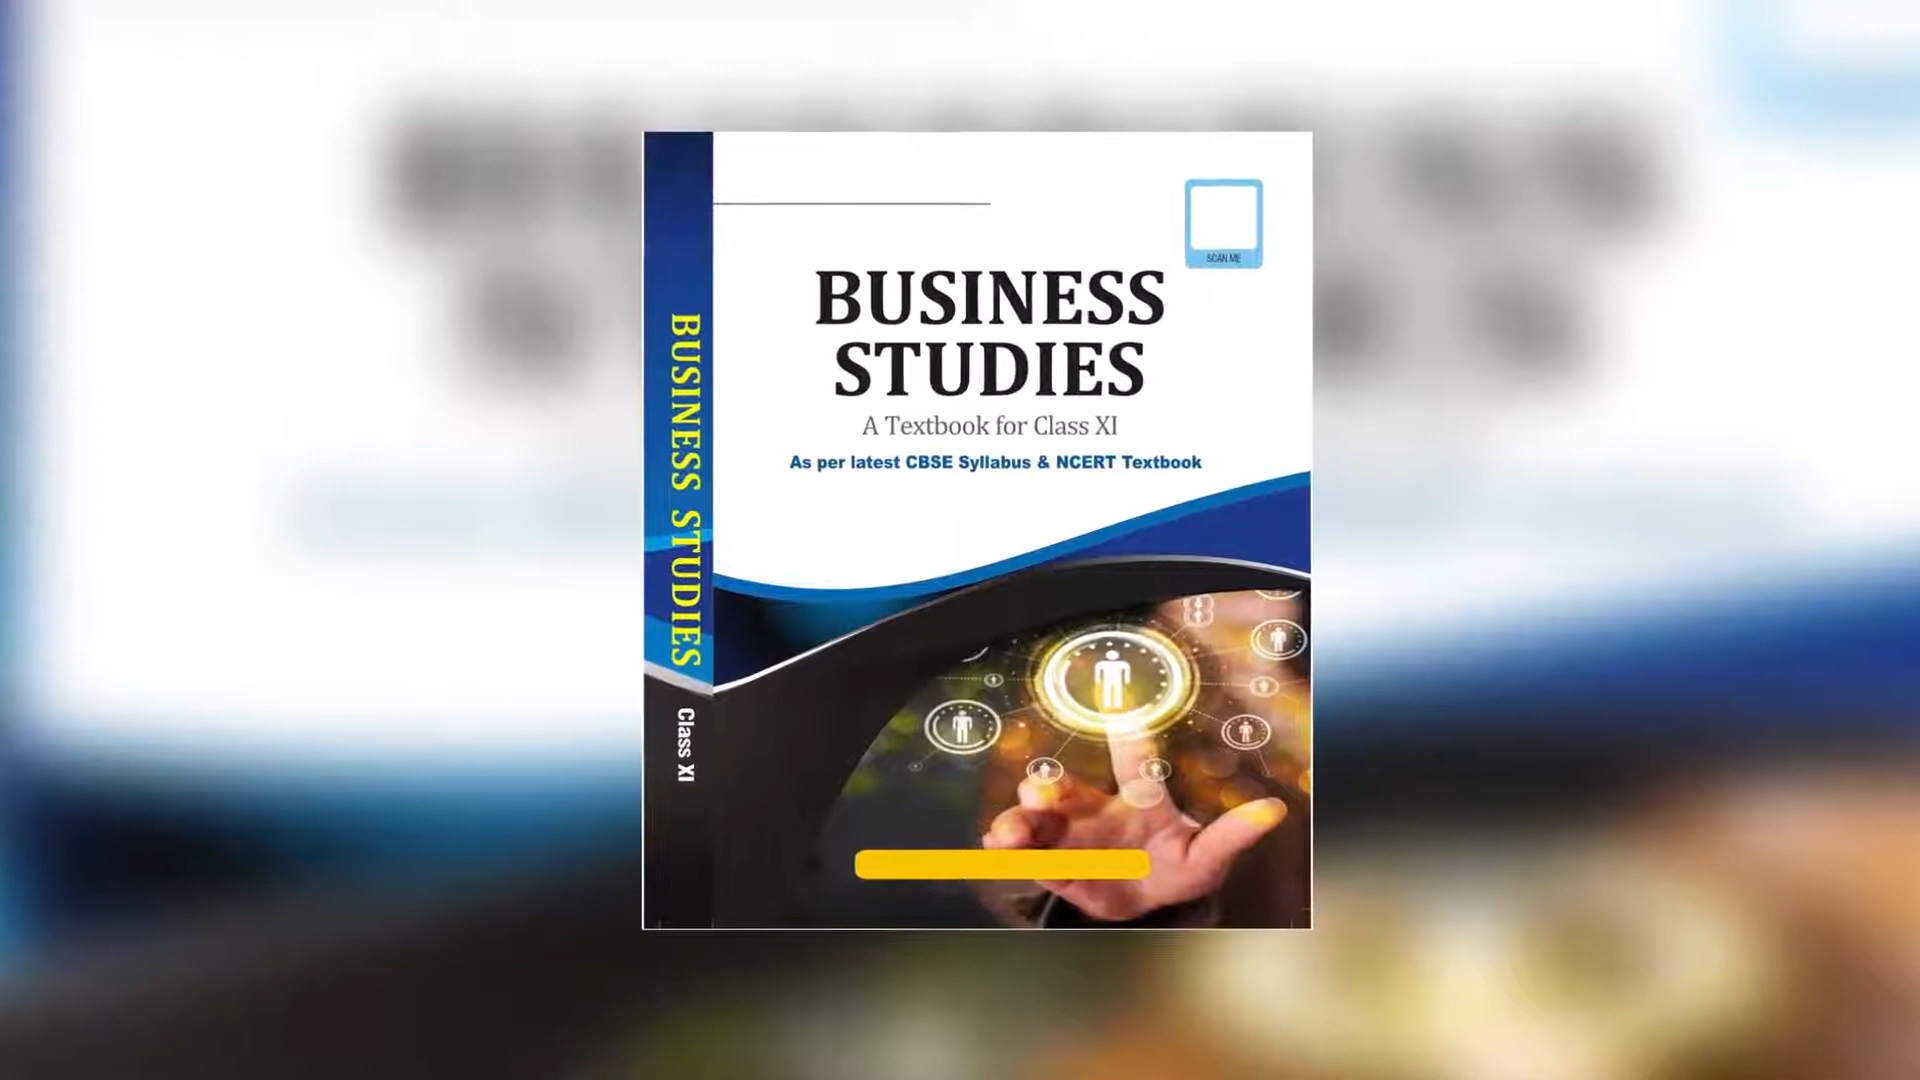 SCAN ME
BUSINESS
STUDIES
A Textbook for Class XI
As per latest CBSE Syllabus & NCERT Textbook
BUSINESS STUDIES
Class XI